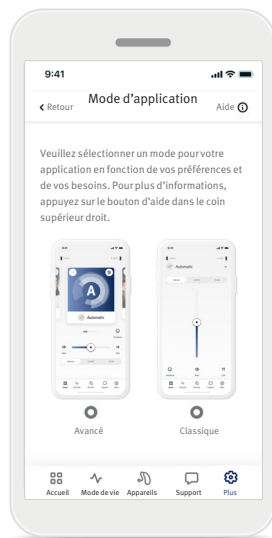 9:41
Retour
Mode d'application
Aide
Veuillez sélectionner un mode pour votre
application en fonction de vos préférences et
de vos besoins. Pour plus d'informations,
appuyez sur le bouton d'aide dans le coin
supérieur droit.
A
Automatic
Automatic
Avancé
Classique
Accueil Mode de vie Appareils Support Plus